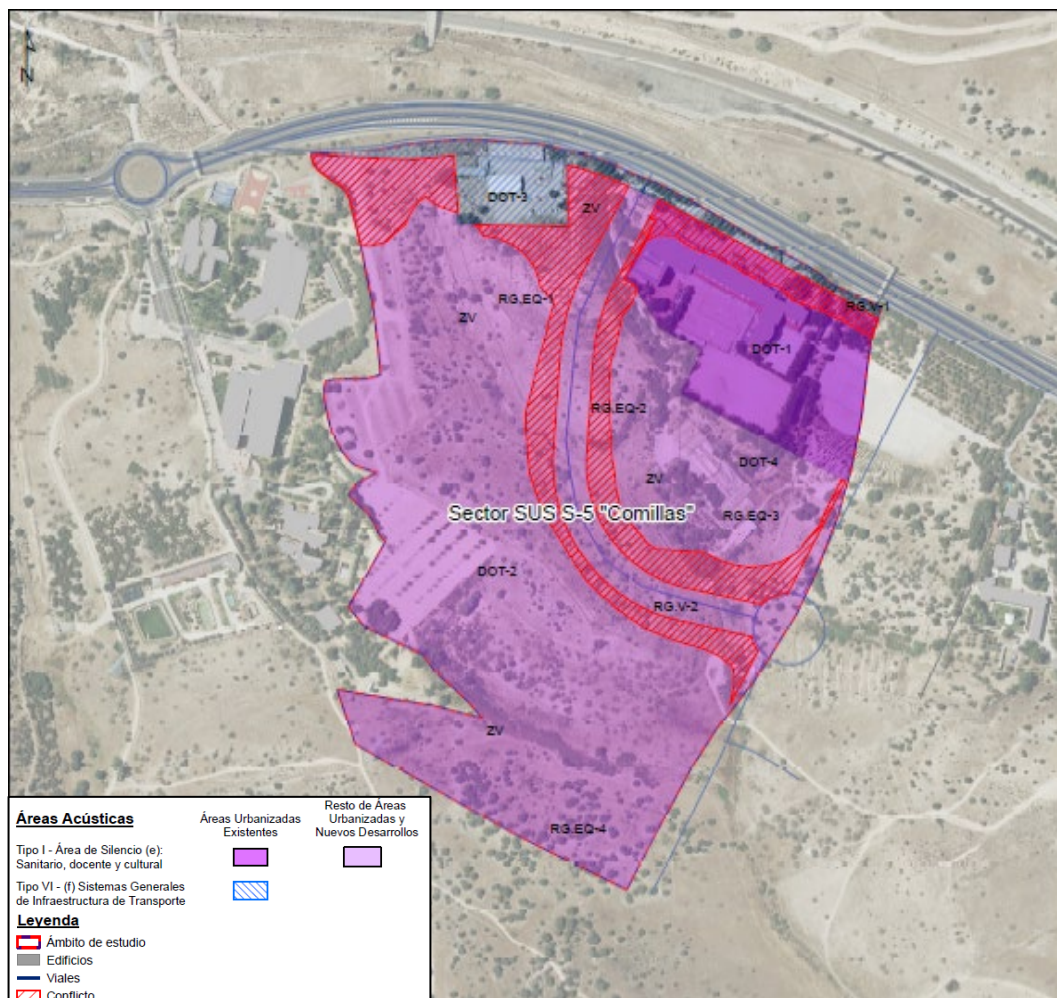 N
DOT-3
ZV
RG.EQ-1
ZV
RG.V-1
DOT-1
RG.EQ-2
DOT-4
ZV
Sector SUS S-5 "Comillas"
RG.EQ-3
DOT-2
RG.V-2
ZV
RG.EQ-4
Áreas Acústicas
Áreas Urbanizadas
Existentes
Resto de Áreas
Urbanizadas y
Nuevos Desarrollos
Tipo I - Área de Silencio (e):
Sanitario, docente y cultural
Tipo VI - (f) Sistemas Generales
de Infraestructura de Transporte
Leyenda
Ámbito de estudio
Edificios
Viales
Conflicto